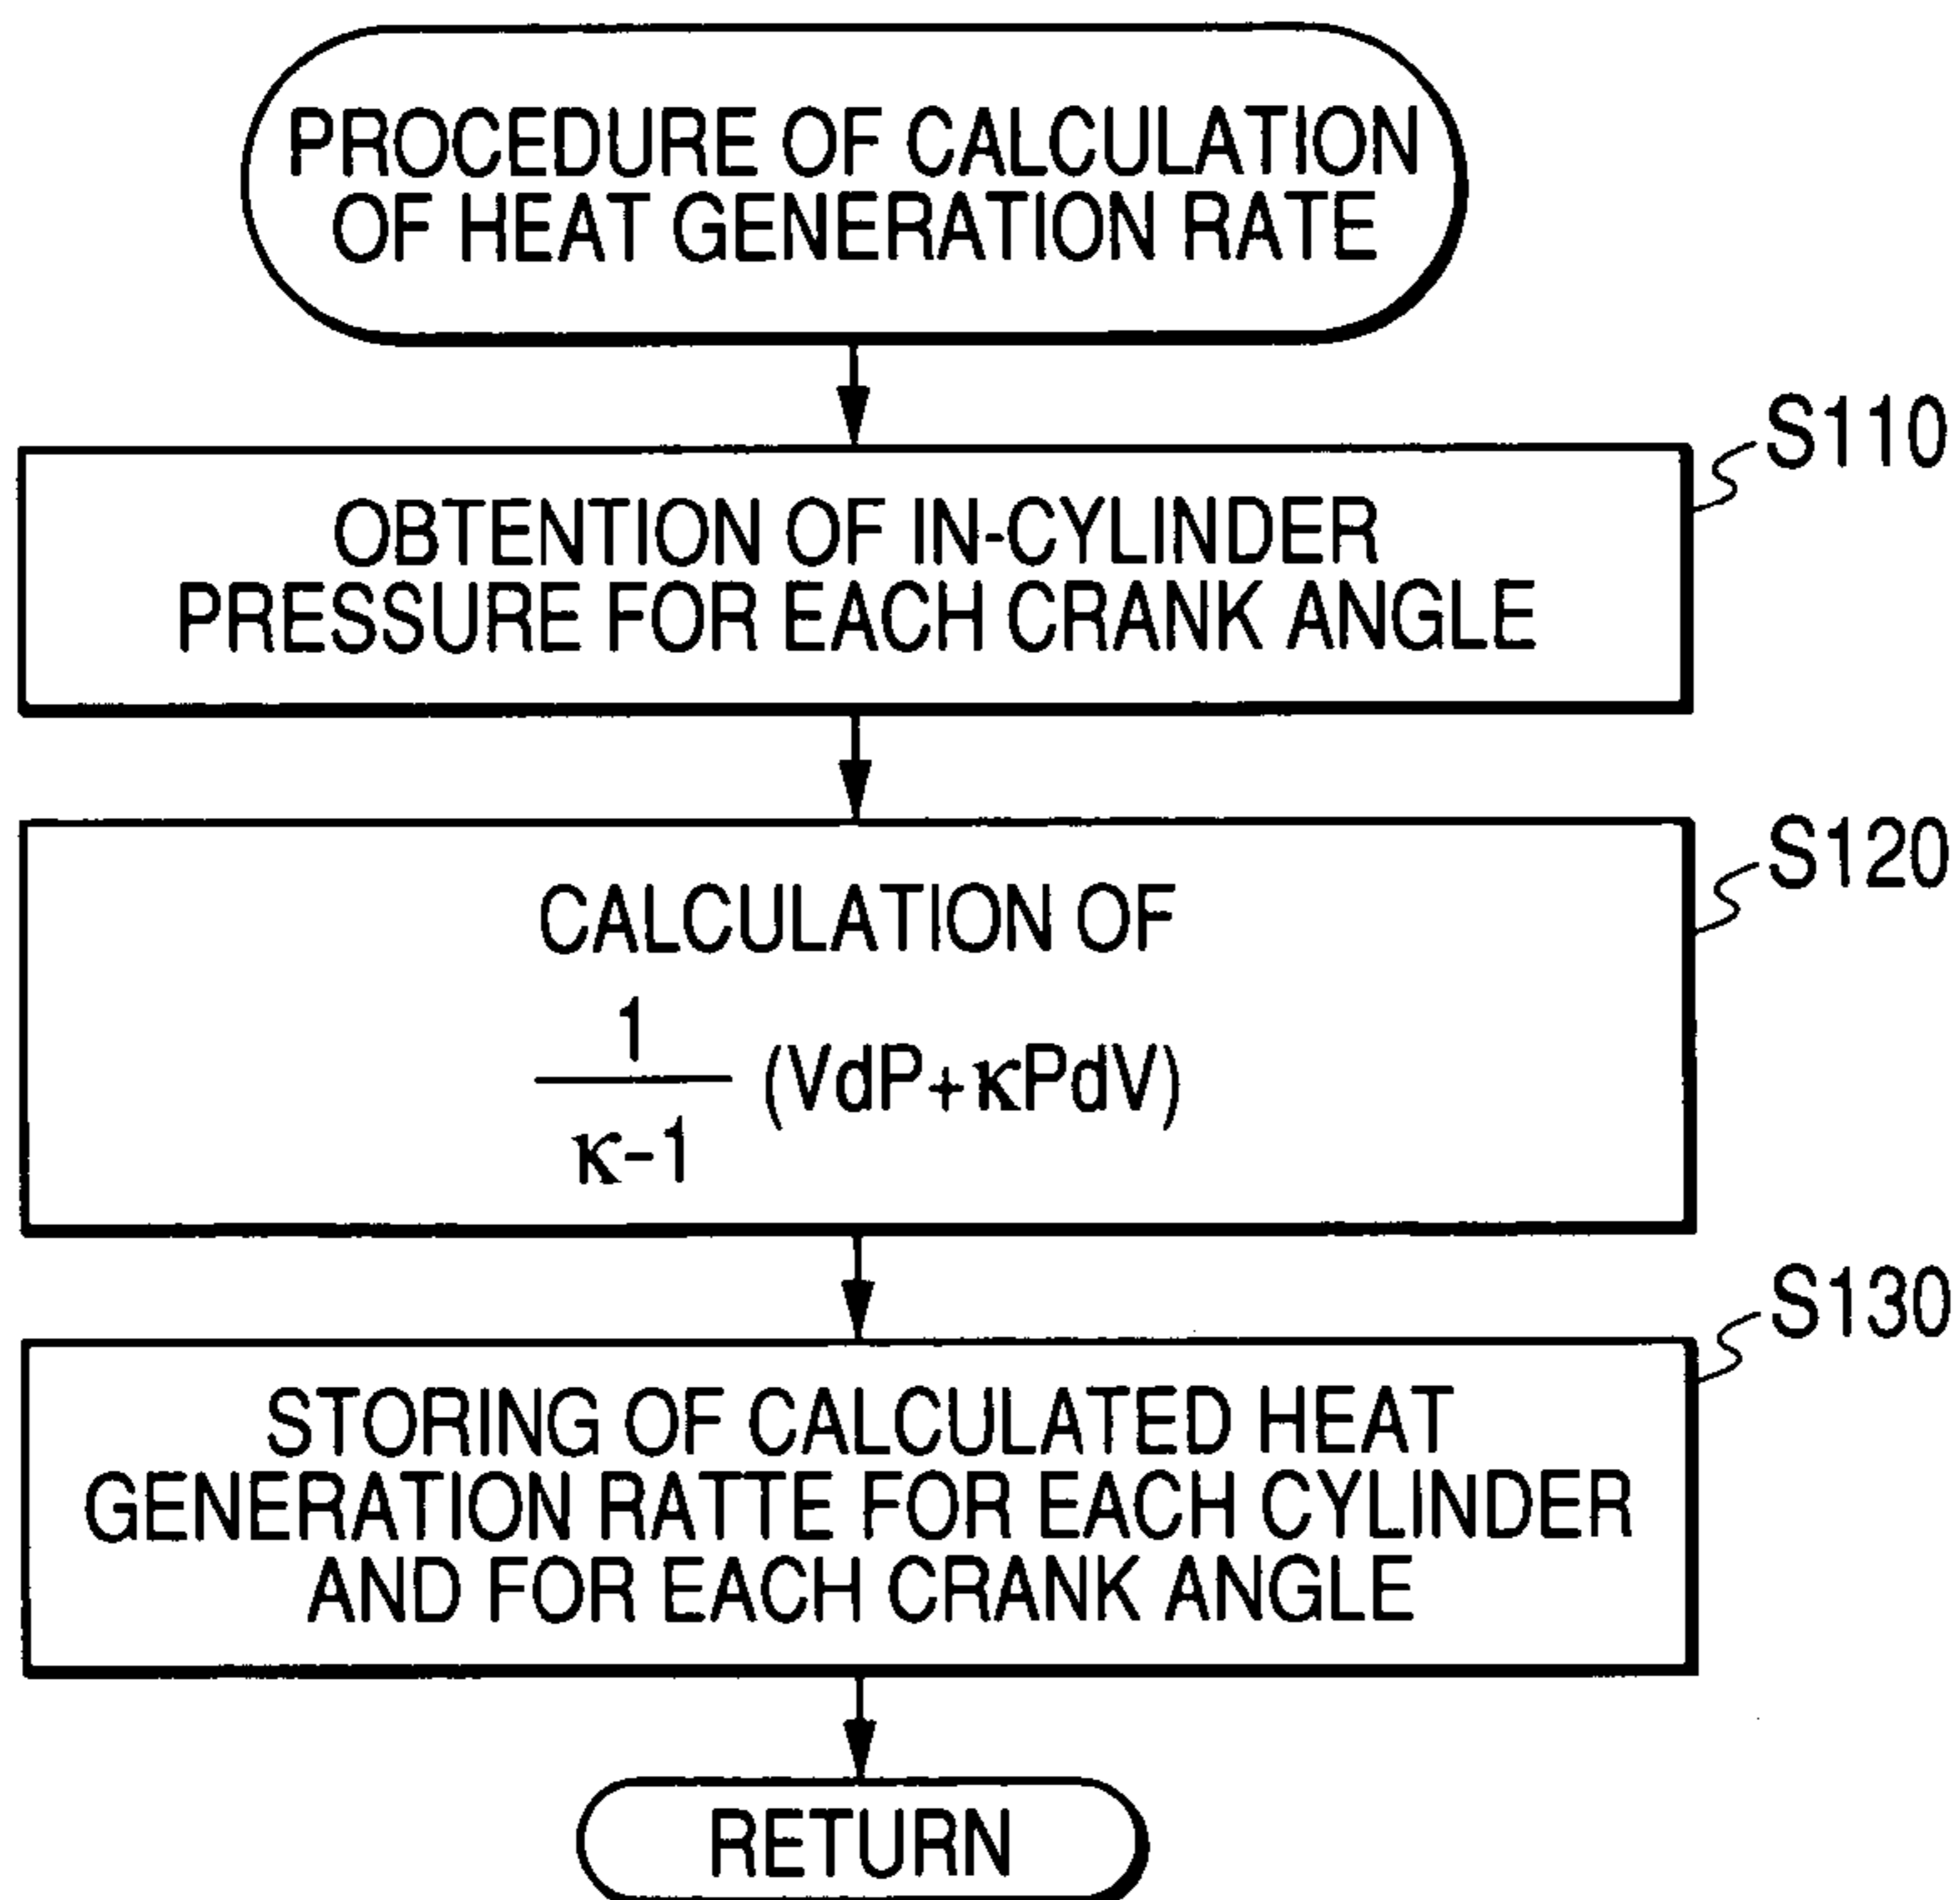 PROCEDURE OF CALCULATION
OF HEAT GENERATION RATE
S110
OBTENTION OF IN-CYLINDER
PRESSURE FOR EACH CRANK ANGLE
S120
CALCULATION OF
1
(VdP+κPdV)
κ-1
S130
STORING OF CALCULATED HEAT
GENERATION RATTE FOR EACH CYLINDER
AND FOR EACH CRANK ANGLE
RETURN